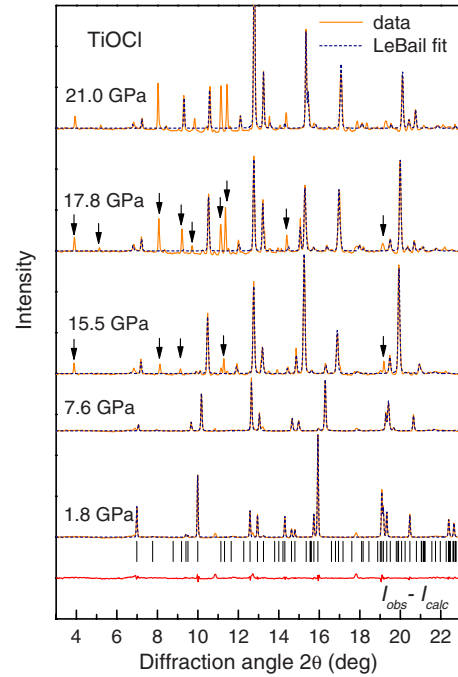 TiOCl
data
LeBail fit
21.0 GPa
17.8 GPa
15.5 GPa
7.6 GPa
1.8 GPa
I_obs - I_calc
4 6 8 10 12 14 16 18 20 22
Diffraction angle 2θ (deg)
Intensity